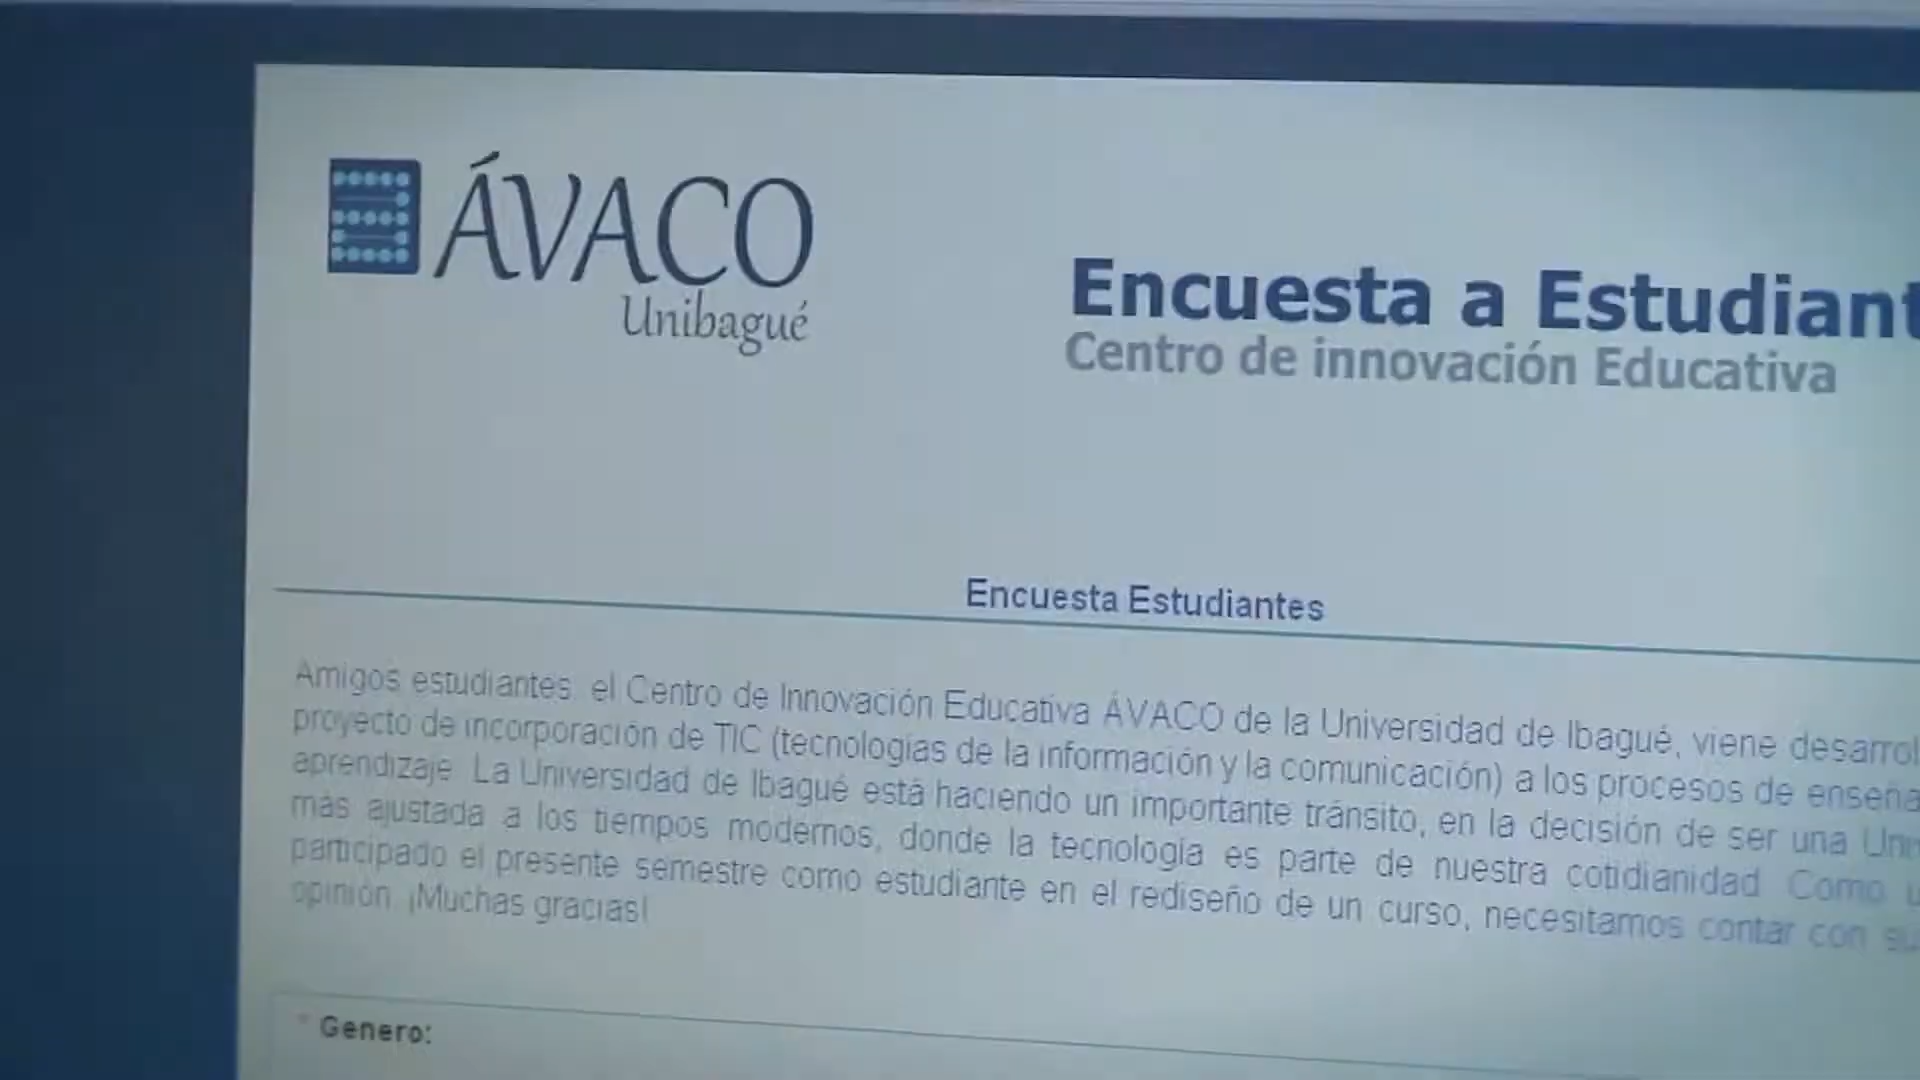 ÁVACO
Unibagué
Encuesta a Estudiant
Centro de innovación Educativa
Encuesta Estudiantes
Amigos estudiantes: el Centro de Innovación Educativa ÁVACO de la Universidad de Ibagué, viene desarrol
proyecto de incorporación de TIC (tecnologías de la información y la comunicación) a los procesos de enseña
aprendizaje. La Universidad de Ibagué está haciendo un importante tránsito, en la decisión de ser una Uni
más ajustada a los tiempos modernos, donde la tecnología es parte de nuestra cotidianidad. Como u
participado el presente semestre como estudiante en el rediseño de un curso, necesitamos contar con su
opinión. ¡Muchas gracias!
* Genero: